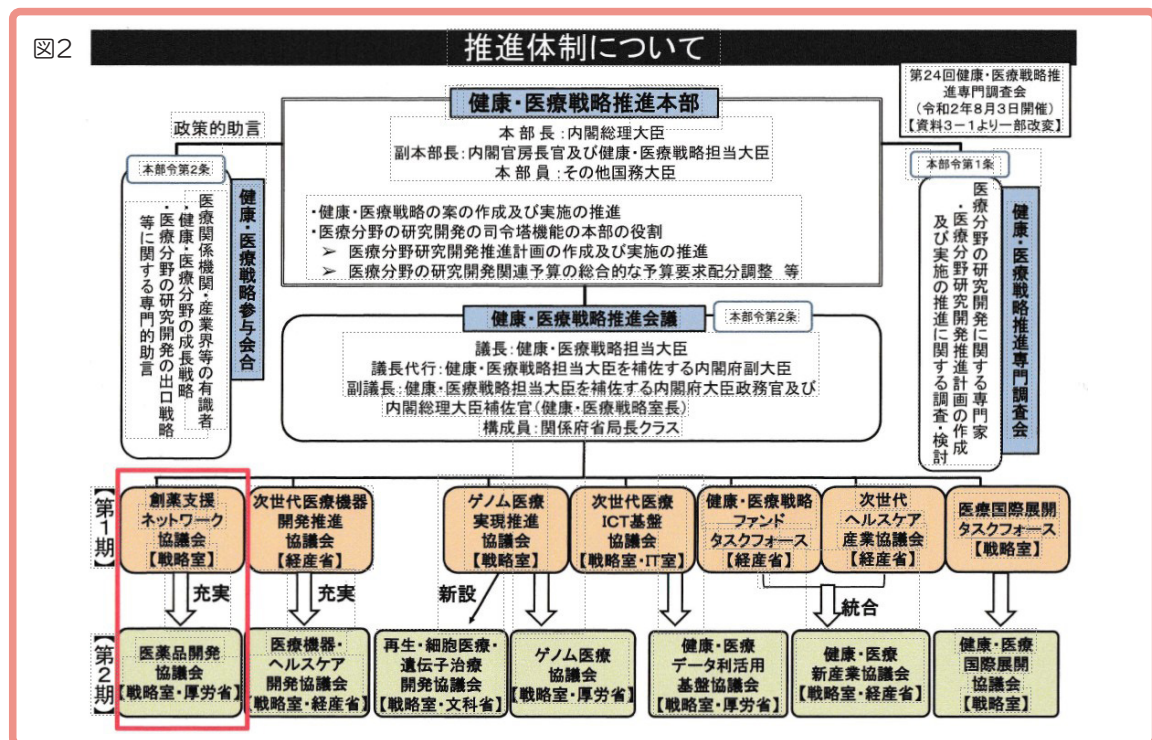 図2
推進体制について
第24回健康・医療戦略推
進専門調査会
(令和2年8月3日開催)
【資料3-1より一部改変】
健康・医療戦略推進本部
本 部 長 : 内閣総理大臣
副本部長 : 内閣官房長官及び健康・医療戦略担当大臣
本 部 員 : その他国務大臣
・健康・医療戦略の案の作成及び実施の推進
・医療分野の研究開発の司令塔機能の本部の役割
➢ 医療分野研究開発推進計画の作成及び実施の推進
➢ 医療分野の研究開発関連予算の総合的な予算要求配分調整 等
政策的助言
本部令第2条
健康・医療戦略参与会合
医療関係機関・産業界等の有識者
・健康・医療分野の成長戦略
・医療分野の研究開発の出口戦略
等に関する専門的助言
本部令第1条
健康・医療戦略推進専門調査会
医療分野の研究開発に関する専門家
・医療分野研究開発推進計画の作成
及び実施の推進に関する調査・検討
健康・医療戦略推進会議
本部令第2条
議長 : 健康・医療戦略担当大臣
議長代行 : 健康・医療戦略担当大臣を補佐する内閣府副大臣
副議長 : 健康・医療戦略担当大臣を補佐する内閣府大臣政務官及び
内閣総理大臣補佐官(健康・医療戦略室長)
構成員 : 関係府省局長クラス
【第1期】
創薬支援
ネットワーク
協議会
【戦略室】
次世代医療機器
開発推進
協議会
【経産省】
ゲノム医療
実現推進
協議会
【戦略室】
次世代医療
ICT基盤
協議会
【戦略室・IT室】
健康・医療戦略
ファンド
タスクフォース
【経産省】
次世代
ヘルスケア
産業協議会
【経産省】
医療国際展開
タスクフォース
【戦略室】
充実
充実
新設
統合
【第2期】
医薬品開発
協議会
【戦略室・厚労省】
医療機器・
ヘルスケア
開発協議会
【戦略室・経産省】
再生・細胞医療・
遺伝子治療
開発協議会
【戦略室・文科省】
ゲノム医療
協議会
【戦略室・厚労省】
健康・医療
データ利活用
基盤協議会
【戦略室・厚労省】
健康・医療
新産業協議会
【戦略室・経産省】
健康・医療
国際展開
協議会
【戦略室】